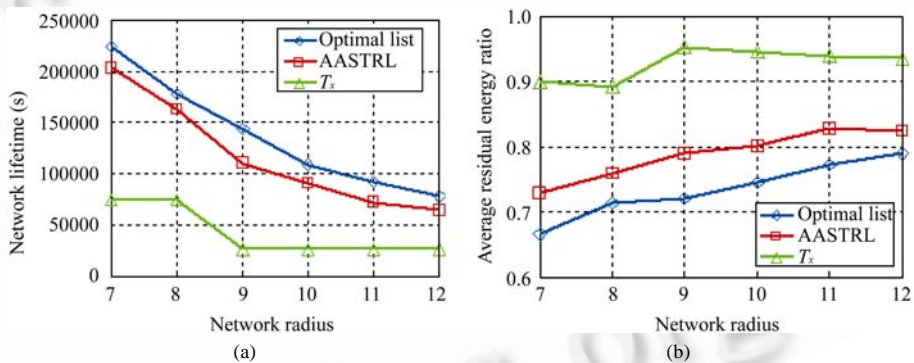 250000
200000
150000
100000
50000
0
Network lifetime (s)
7 8 9 10 11 12
Network radius
Optimal list
AASTRL
Tx
(a)
1.0
0.9
0.8
0.7
0.6
Average residual energy ratio
7 8 9 10 11 12
Network radius
Optimal list
AASTRL
Tx
(b)